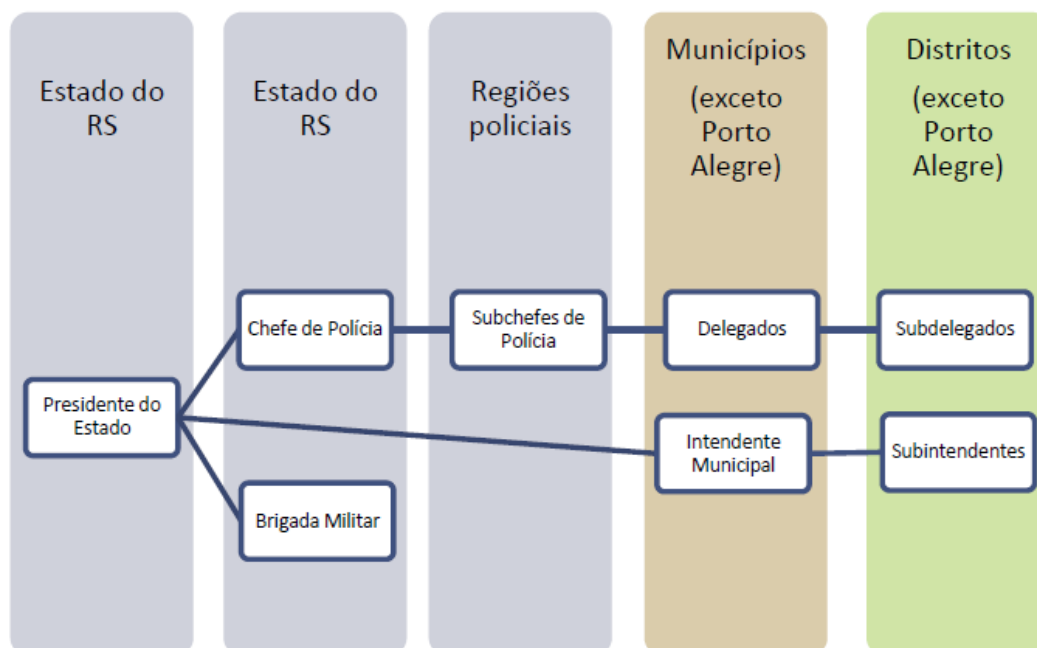 Estado do
RS
Estado do
RS
Regiões
policiais
Municípios
(exceto
Porto
Alegre)
Distritos
(exceto
Porto
Alegre)
Presidente do
Estado
Chefe de Polícia
Subchefes de
Polícia
Delegados
Subdelegados
Intendente
Municipal
Subintendentes
Brigada Militar